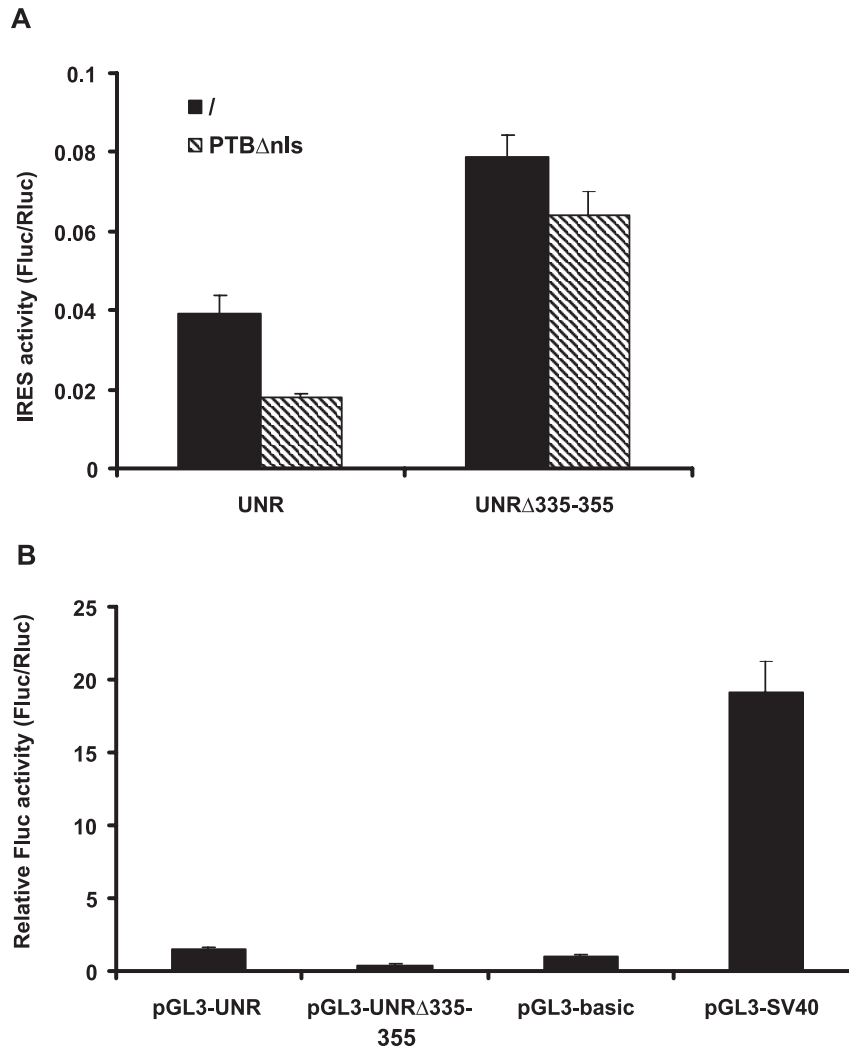 A
IRES activity (Fluc/Rluc)
0.1
0.08
0.06
0.04
0.02
0
/
PTBΔnls
UNR
UNRΔ335-355
B
Relative Fluc activity (Fluc/Rluc)
25
20
15
10
5
0
pGL3-UNR
pGL3-UNRΔ335-
355
pGL3-basic
pGL3-SV40